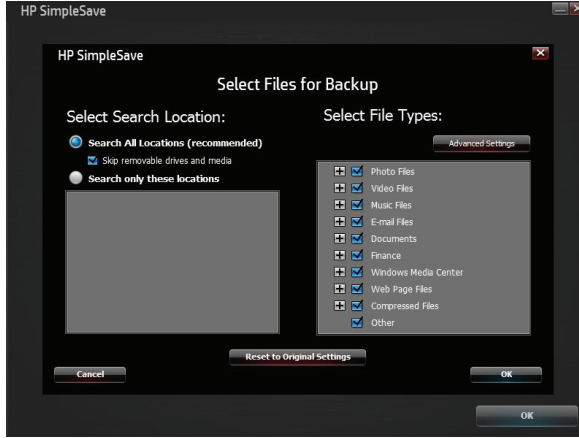 HP SimpleSave
HP SimpleSave
Select Files for Backup
Select Search Location:
Search All Locations (recommended)
Skip removable drives and media
Search only these locations
Select File Types:
Advanced Settings
Photo Files
Video Files
Music Files
E-mail Files
Documents
Finance
Windows Media Center
Web Page Files
Compressed Files
Other
Reset to Original Settings
Cancel
OK
OK